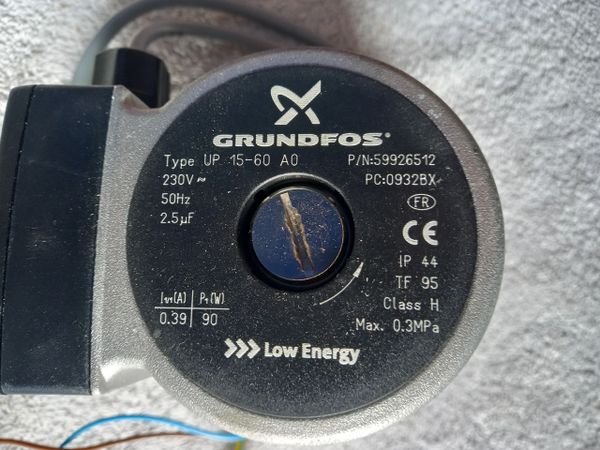 GRUNDFOS
Type UP 15-60 AO P/N:59926512
230V~ PC:0932BX
50Hz FR
2.5µF CE
IP 44
TF 95
I₁/₁(A) P₁(W) Class H
0.39 90 Max. 0.3MPa
Low Energy